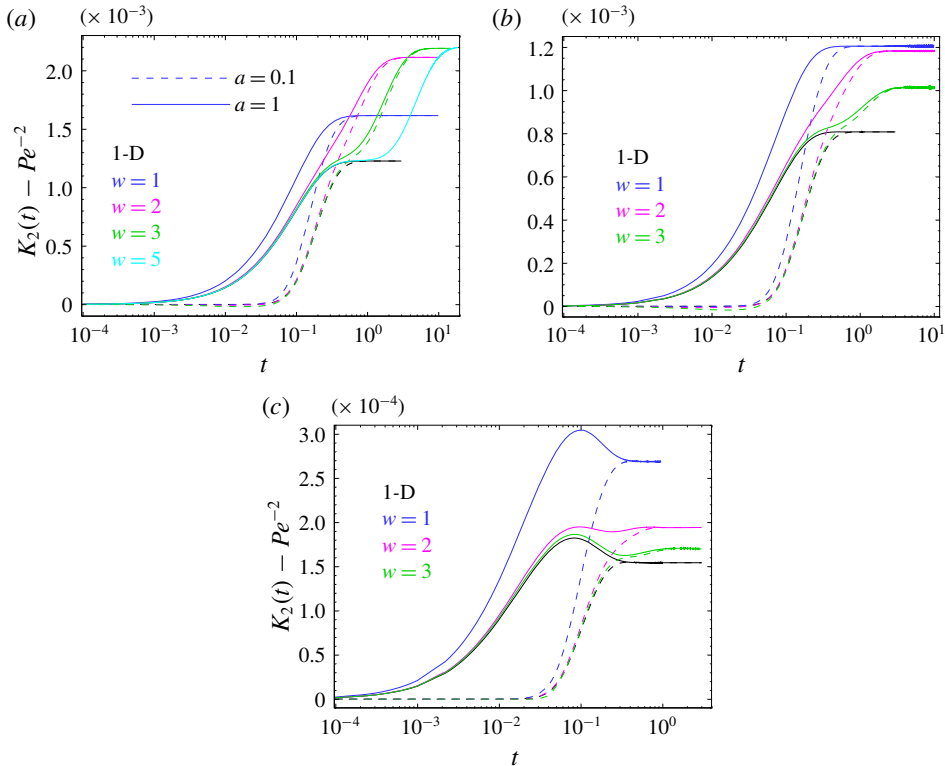 (a) (× 10⁻³)
2.0
1.5
1.0
0.5
0
K₂(t) − Pe⁻²
a = 0.1
a = 1
1-D
w = 1
w = 2
w = 3
w = 5
10⁻⁴ 10⁻³ 10⁻² 10⁻¹ 10⁰ 10¹
t
(b) (× 10⁻³)
1.2
1.0
0.8
0.6
0.4
0.2
0
K₂(t) − Pe⁻²
1-D
w = 1
w = 2
w = 3
10⁻⁴ 10⁻³ 10⁻² 10⁻¹ 10⁰ 10¹
t
(c) (× 10⁻⁴)
3.0
2.5
2.0
1.5
1.0
0.5
0
K₂(t) − Pe⁻²
1-D
w = 1
w = 2
w = 3
10⁻⁴ 10⁻³ 10⁻² 10⁻¹ 10⁰
t